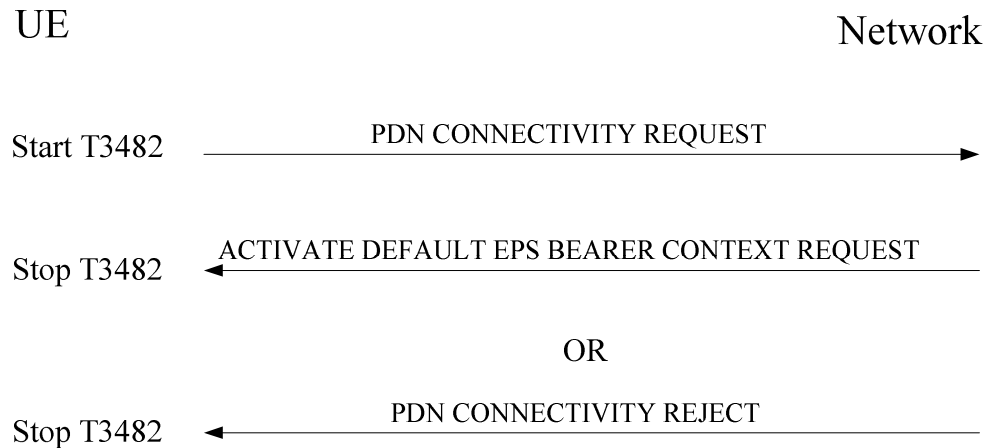 UE
Network
Start T3482
PDN CONNECTIVITY REQUEST
Stop T3482
ACTIVATE DEFAULT EPS BEARER CONTEXT REQUEST
OR
Stop T3482
PDN CONNECTIVITY REJECT